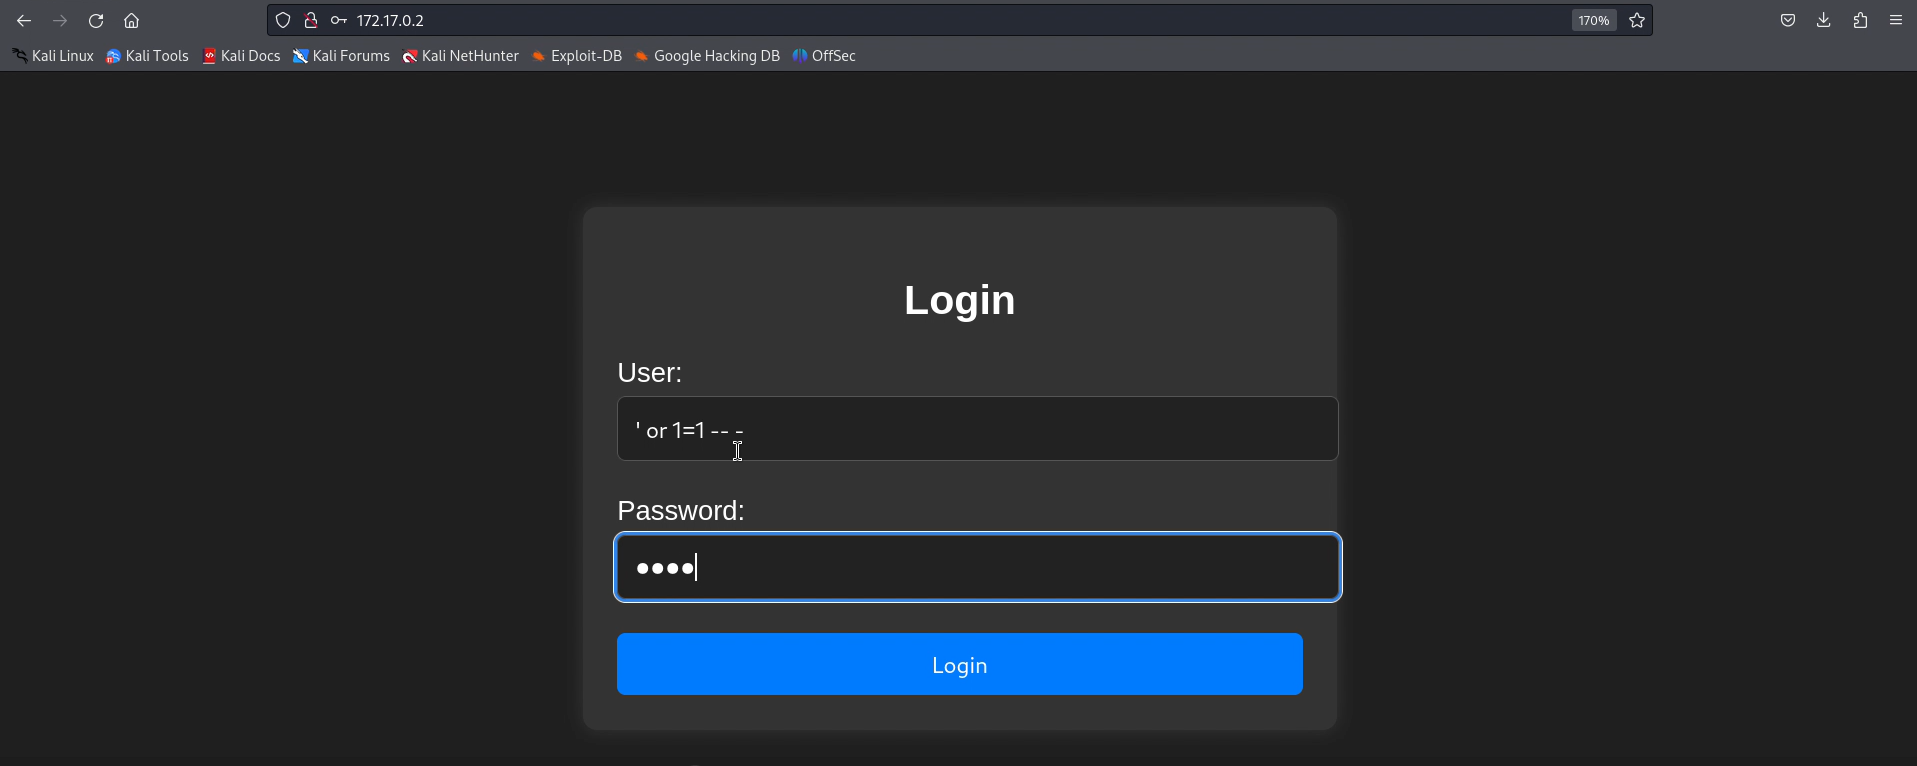 172.17.0.2
170%
Kali Linux Kali Tools Kali Docs Kali Forums Kali NetHunter Exploit-DB Google Hacking DB OffSec
Login
User:
' or 1=1 -- -
Password:
••••
Login